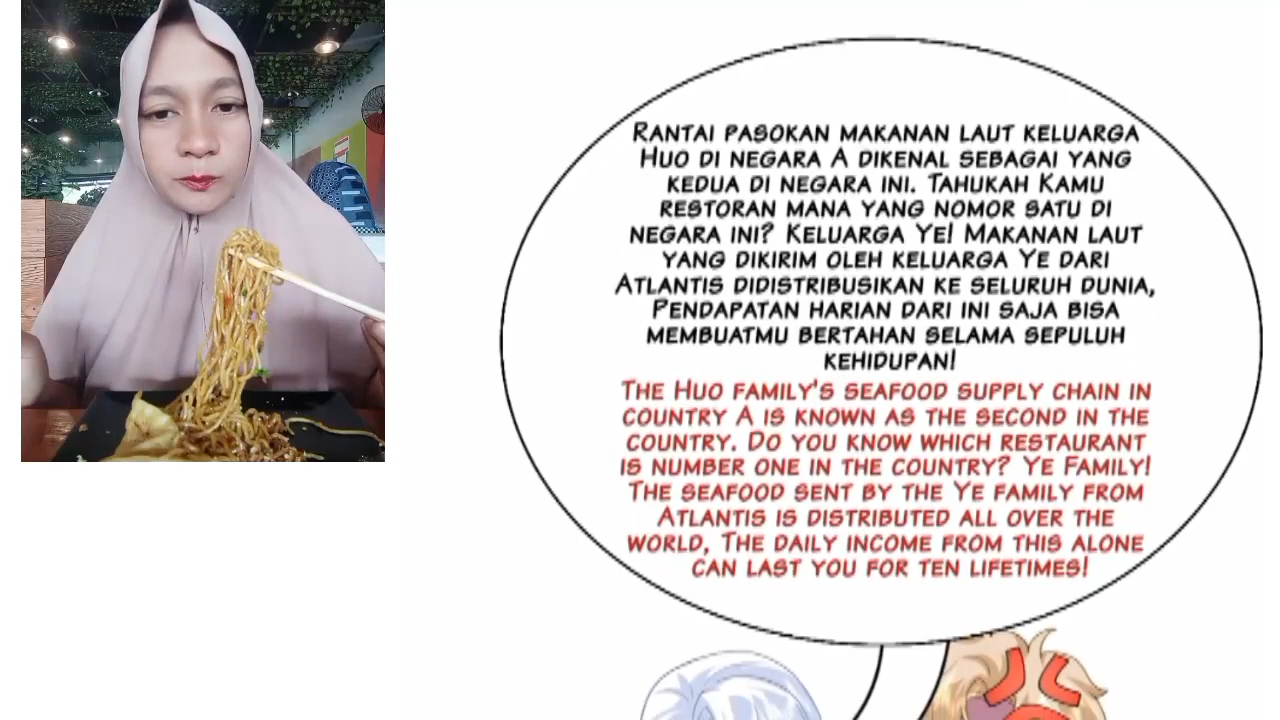 RANTAI PASOKAN MAKANAN LAUT KELUARGA
HUO DI NEGARA A DIKENAL SEBAGAI YANG
KEDUA DI NEGARA INI. TAHUKAH KAMU
RESTORAN MANA YANG NOMOR SATU DI
NEGARA INI? KELUARGA YE! MAKANAN LAUT
YANG DIKIRIM OLEH KELUARGA YE DARI
ATLANTIS DIDISTRIBUSIKAN KE SELURUH DUNIA,
PENDAPATAN HARIAN DARI INI SAJA BISA
MEMBUATMU BERTAHAN SELAMA SEPULUH
KEHIDUPAN!
THE HUO FAMILY'S SEAFOOD SUPPLY CHAIN IN
COUNTRY A IS KNOWN AS THE SECOND IN THE
COUNTRY. DO YOU KNOW WHICH RESTAURANT
IS NUMBER ONE IN THE COUNTRY? YE FAMILY!
THE SEAFOOD SENT BY THE YE FAMILY FROM
ATLANTIS IS DISTRIBUTED ALL OVER THE
WORLD, THE DAILY INCOME FROM THIS ALONE
CAN LAST YOU FOR TEN LIFETIMES!